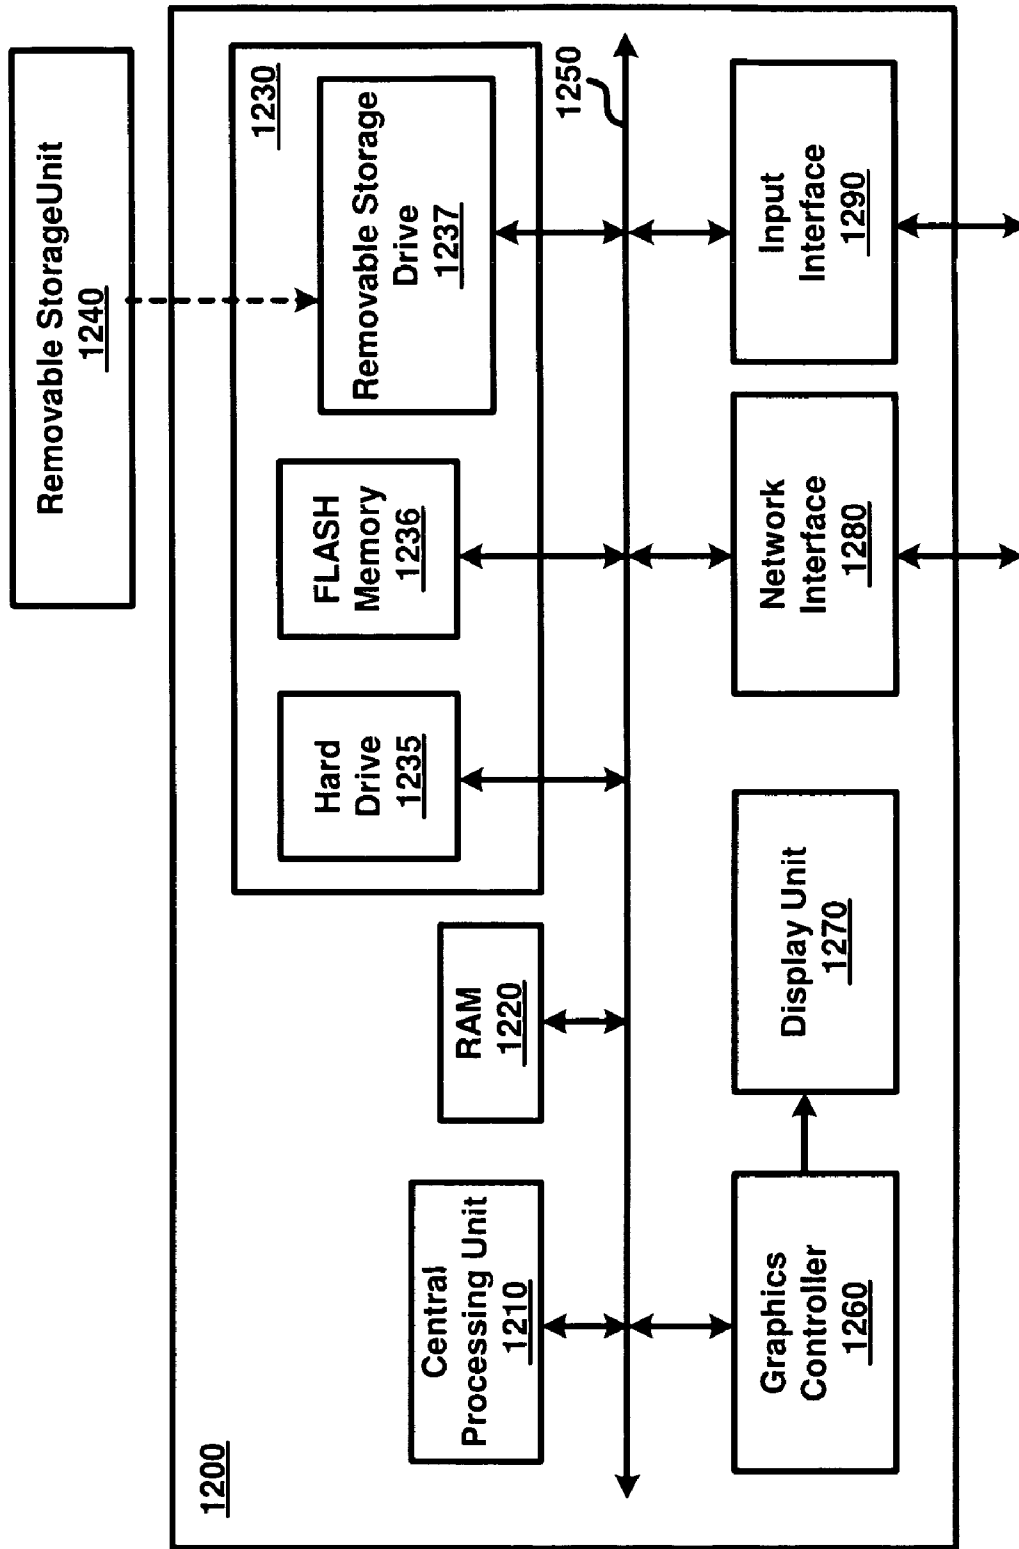 Removable StorageUnit
1240
1200
1230
Central
Processing Unit
1210
RAM
1220
Hard
Drive
1235
FLASH
Memory
1236
Removable Storage
Drive
1237
1250
Graphics
Controller
1260
Display Unit
1270
Network
Interface
1280
Input
Interface
1290